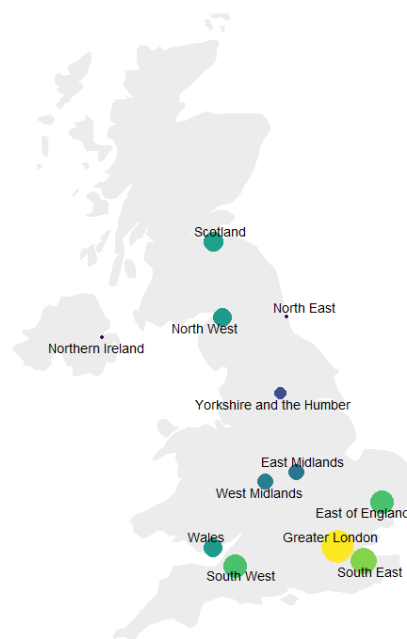 Scotland
North East
North West
Northern Ireland
Yorkshire and the Humber
East Midlands
West Midlands
East of England
Wales
Greater London
South East
South West